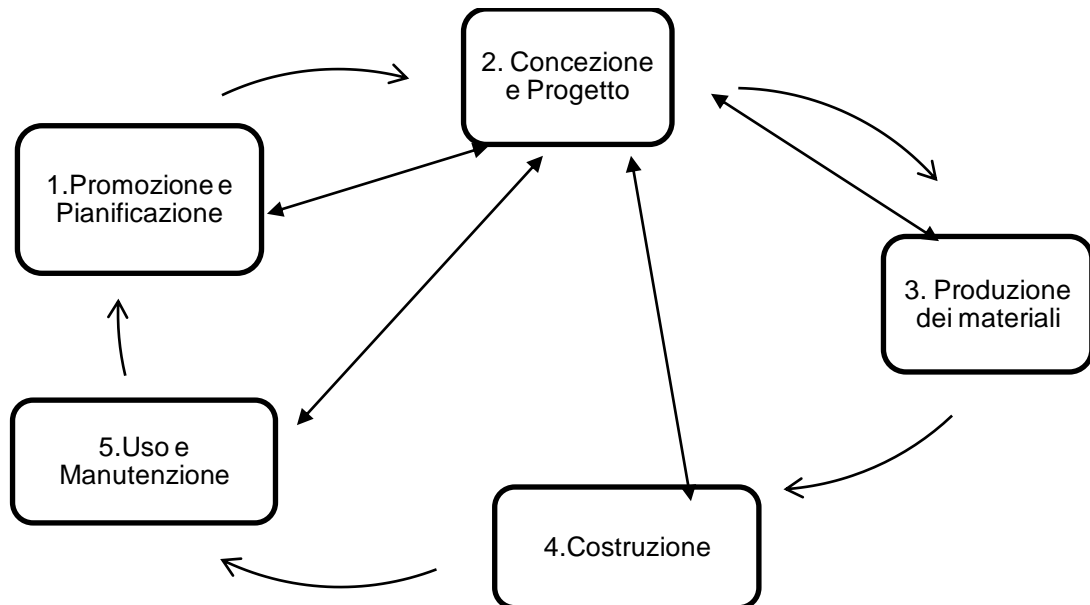 2. Concezione
e Progetto
1.Promozione e
Pianificazione
3. Produzione
dei materiali
5.Uso e
Manutenzione
4.Costruzione